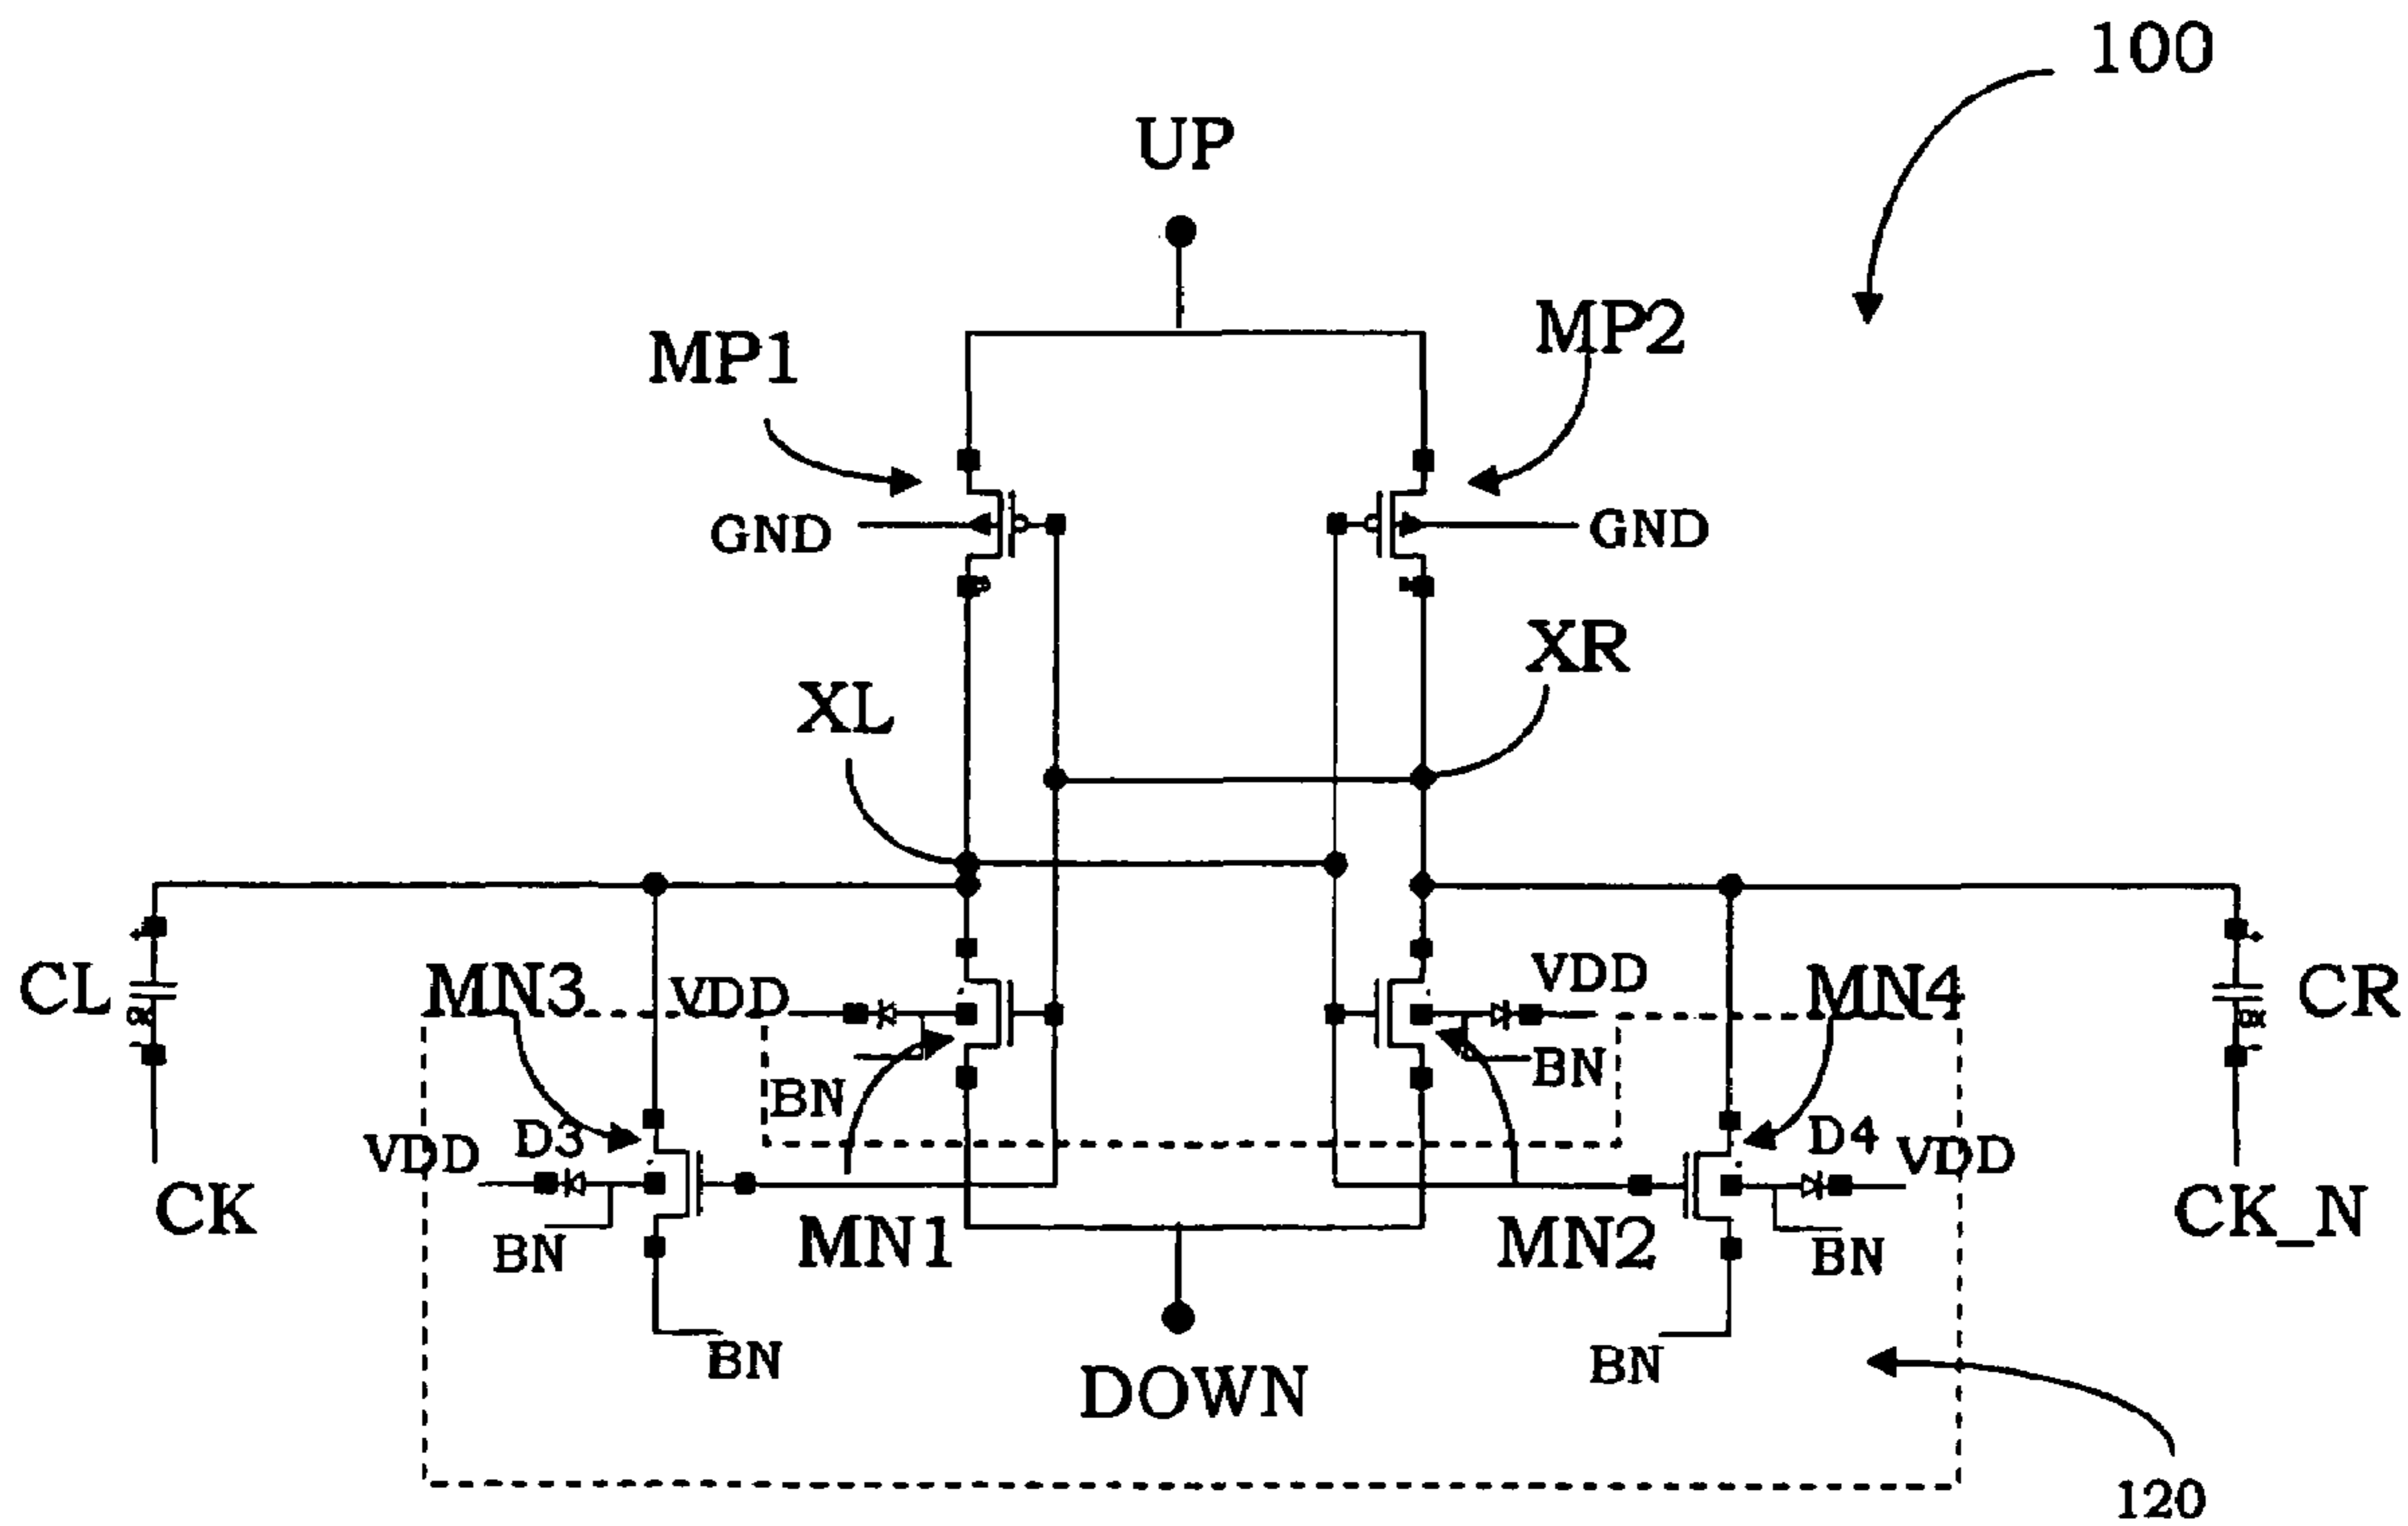 100
UP
MP1
MP2
GND
GND
XR
XL
CL
MN3
VDD
VDD
MN4
CR
BN
BN
D3
D4
VDD
VDD
CK
CK_N
BN
MN1
MN2
BN
BN
BN
DOWN
120